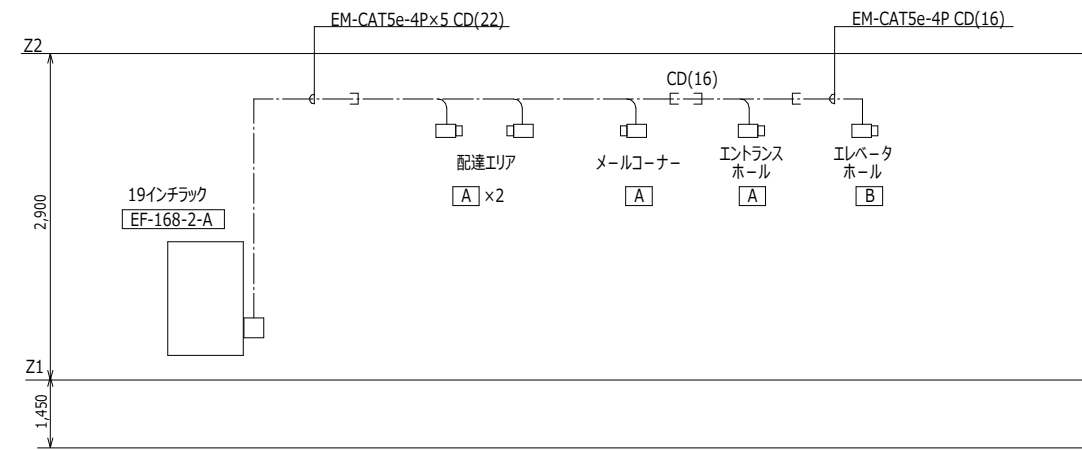 EM-CAT5e-4P×5 CD(22)
EM-CAT5e-4P CD(16)
Z2
CD(16)
配達エリア
メールコーナー
エントランス
ホール
エレベータ
ホール
A ×2
A
A
B
19インチラック
EF-168-2-A
2,900
Z1
1,450